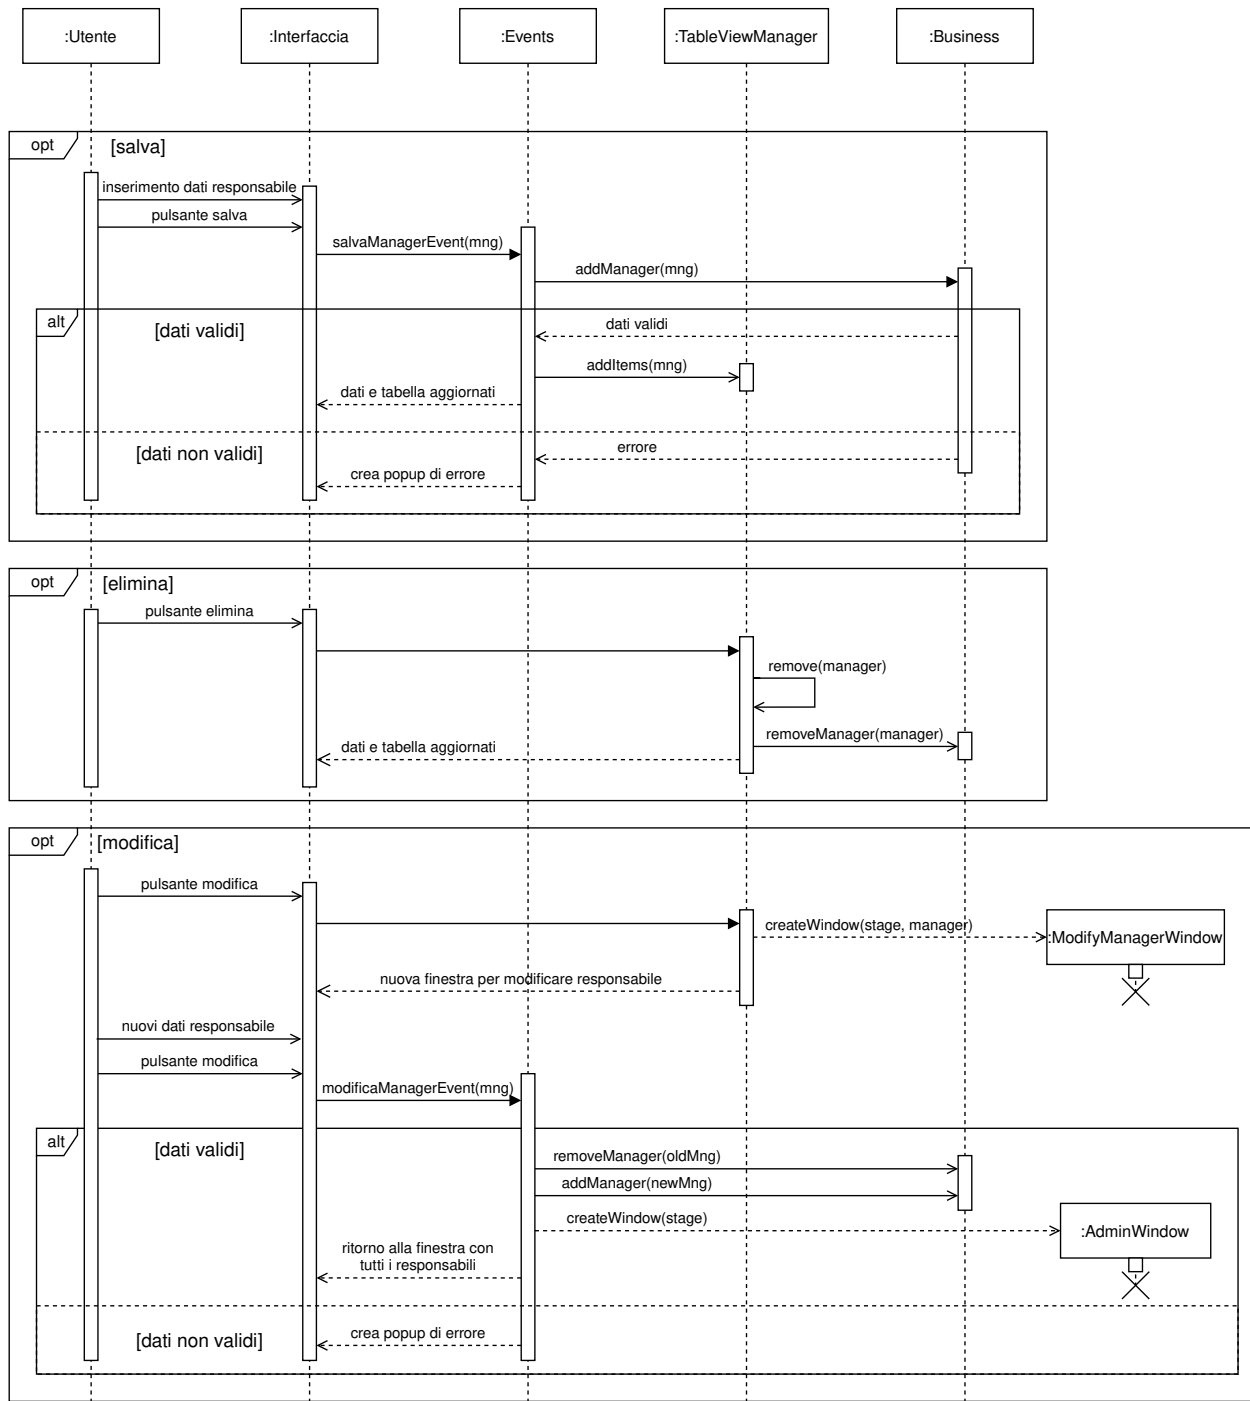 :Utente
:Interfaccia
:Events
:TableViewManager
:Business
opt
[salva]
inserimento dati responsabile
pulsante salva
salvaManagerEvent(mng)
addManager(mng)
alt
[dati validi]
dati validi
addItems(mng)
dati e tabella aggiornati
[dati non validi]
errore
crea popup di errore
opt
[elimina]
pulsante elimina
remove(manager)
removeManager(manager)
dati e tabella aggiornati
opt
[modifica]
pulsante modifica
createWindow(stage, manager)
:ModifyManagerWindow
nuova finestra per modificare responsabile
nuovi dati responsabile
pulsante modifica
modificaManagerEvent(mng)
alt
[dati validi]
removeManager(oldMng)
addManager(newMng)
createWindow(stage)
:AdminWindow
ritorno alla finestra con
tutti i responsabili
[dati non validi]
crea popup di errore